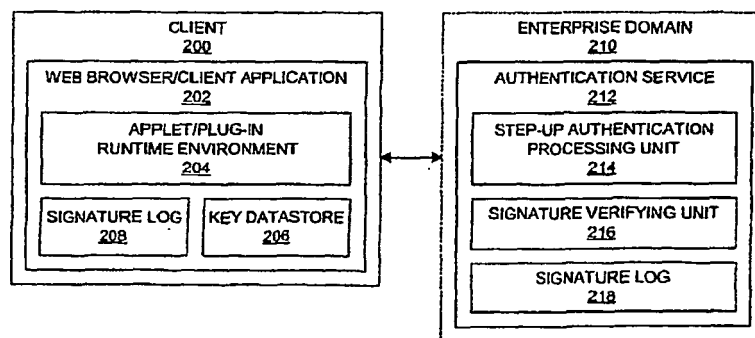 CLIENT
200
WEB BROWSER/CLIENT APPLICATION
202
APPLET/PLUG-IN
RUNTIME ENVIRONMENT
204
SIGNATURE LOG
208
KEY DATASTORE
206
ENTERPRISE DOMAIN
210
AUTHENTICATION SERVICE
212
STEP-UP AUTHENTICATION
PROCESSING UNIT
214
SIGNATURE VERIFYING UNIT
216
SIGNATURE LOG
218